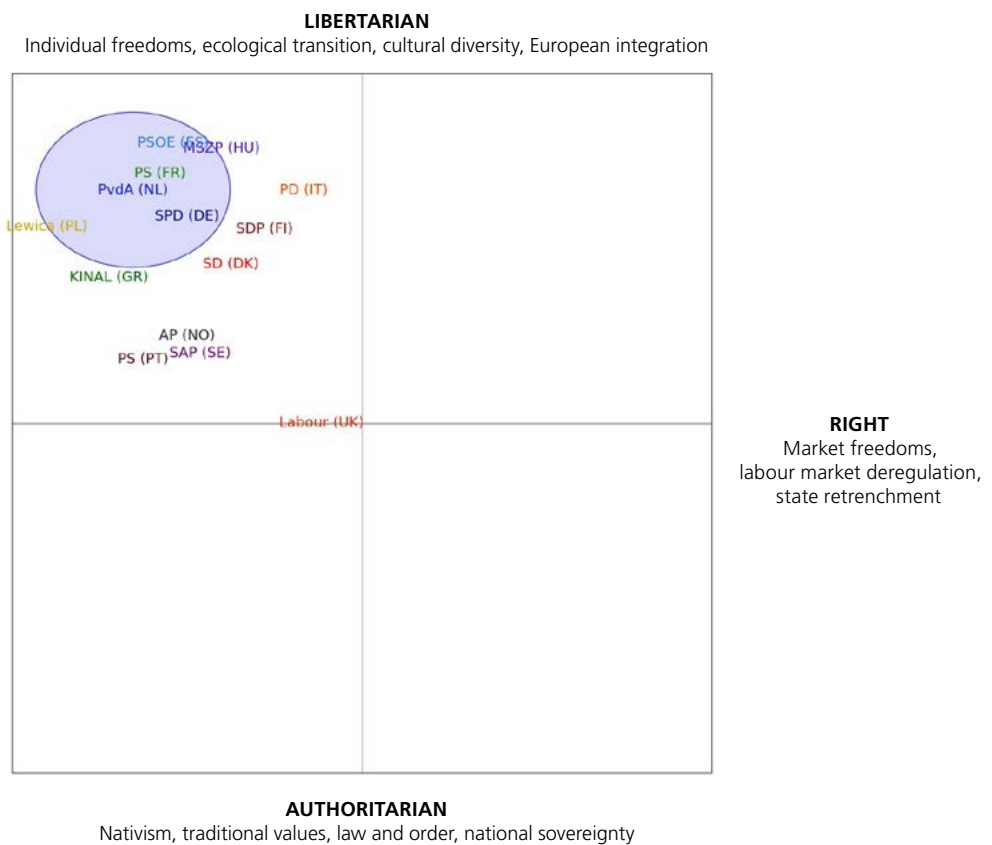 LIBERTARIAN
Individual freedoms, ecological transition, cultural diversity, European integration
PSOE (ES)
MSZP (HU)
PS (FR)
PvdA (NL)
PD (IT)
SPD (DE)
Lewica (PL)
SDP (FI)
SD (DK)
KINAL (GR)
AP (NO)
SAP (SE)
PS (PT)
Labour (UK)
RIGHT
Market freedoms,
labour market deregulation,
state retrenchment
AUTHORITARIAN
Nativism, traditional values, law and order, national sovereignty